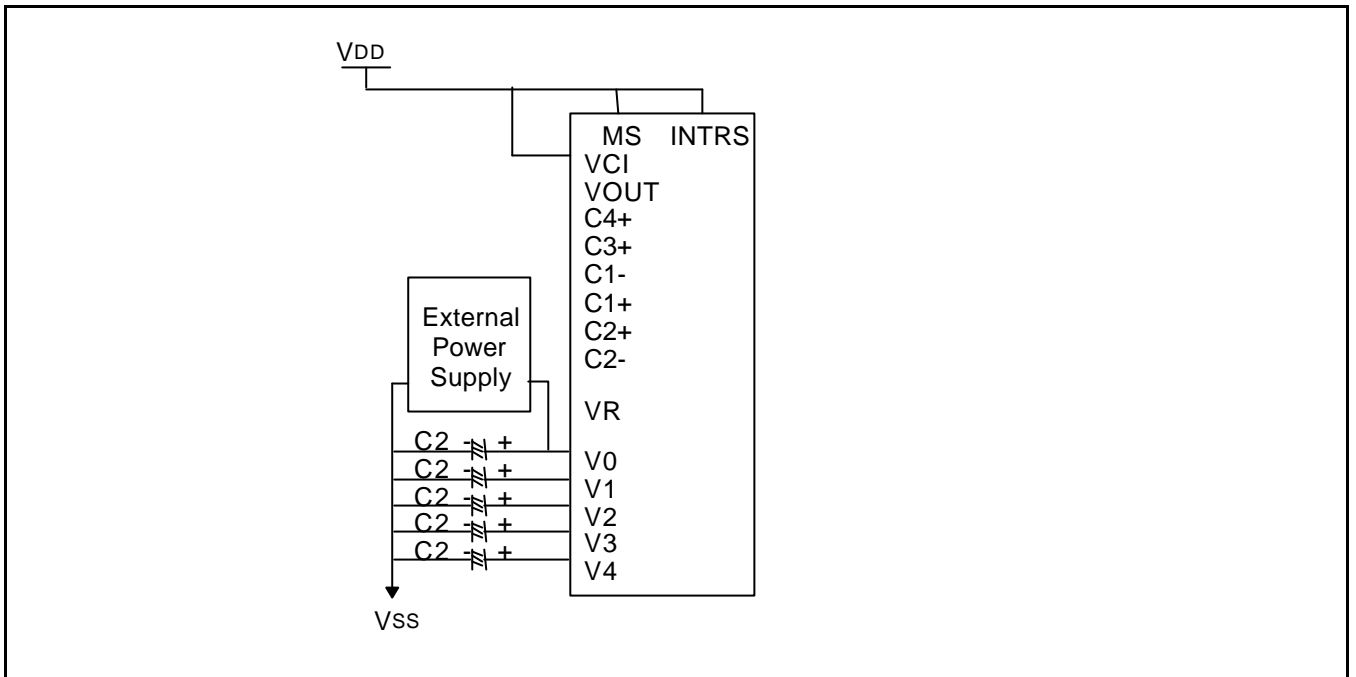 VDD
MS INTRS
VCI
VOUT
C4+
C3+
C1-
C1+
C2+
C2-
VR
External
Power
Supply
C2 - +
V0
C2 - +
V1
C2 - +
V2
C2 - +
V3
C2 - +
V4
VSS